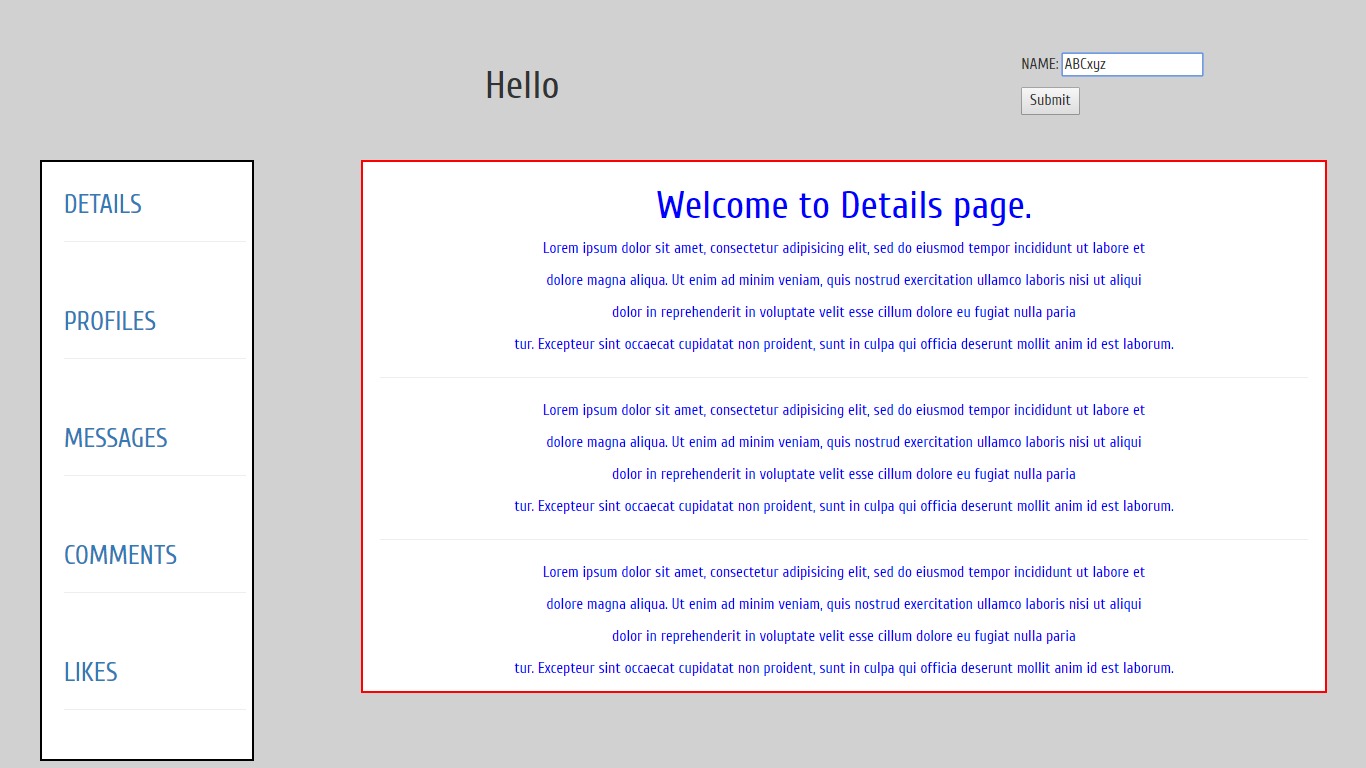 Hello
NAME: ABCxyz
Submit
DETAILS
PROFILES
MESSAGES
COMMENTS
LIKES
Welcome to Details page.
Lorem ipsum dolor sit amet, consectetur adipisicing elit, sed do eiusmod tempor incididunt ut labore et
dolore magna aliqua. Ut enim ad minim veniam, quis nostrud exercitation ullamco laboris nisi ut aliqui
dolor in reprehenderit in voluptate velit esse cillum dolore eu fugiat nulla paria
tur. Excepteur sint occaecat cupidatat non proident, sunt in culpa qui officia deserunt mollit anim id est laborum.
Lorem ipsum dolor sit amet, consectetur adipisicing elit, sed do eiusmod tempor incididunt ut labore et
dolore magna aliqua. Ut enim ad minim veniam, quis nostrud exercitation ullamco laboris nisi ut aliqui
dolor in reprehenderit in voluptate velit esse cillum dolore eu fugiat nulla paria
tur. Excepteur sint occaecat cupidatat non proident, sunt in culpa qui officia deserunt mollit anim id est laborum.
Lorem ipsum dolor sit amet, consectetur adipisicing elit, sed do eiusmod tempor incididunt ut labore et
dolore magna aliqua. Ut enim ad minim veniam, quis nostrud exercitation ullamco laboris nisi ut aliqui
dolor in reprehenderit in voluptate velit esse cillum dolore eu fugiat nulla paria
tur. Excepteur sint occaecat cupidatat non proident, sunt in culpa qui officia deserunt mollit anim id est laborum.